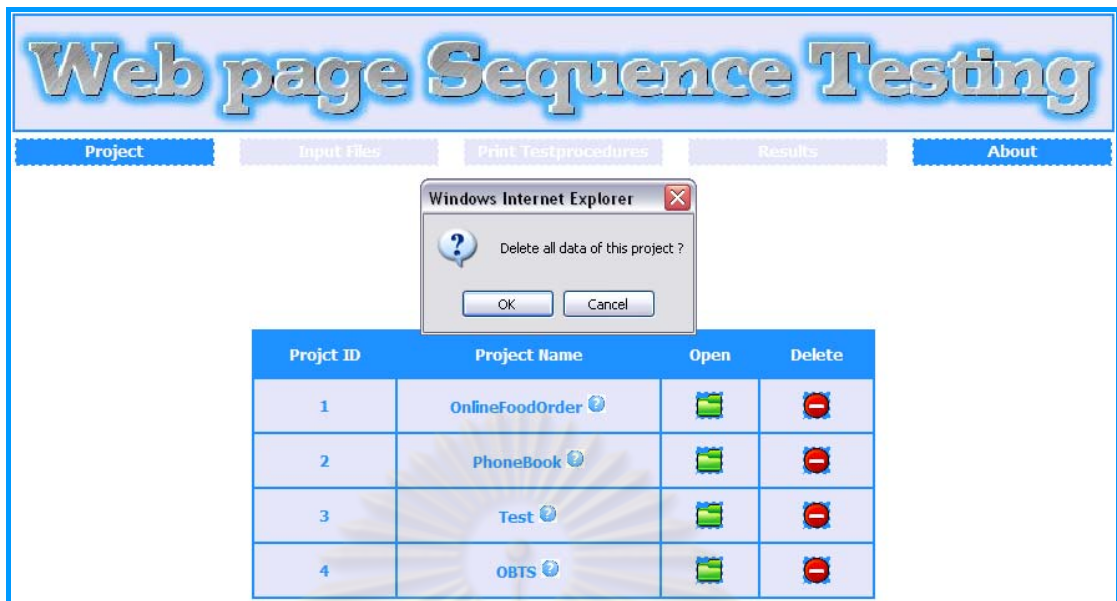 Web page Sequence Testing
Project Input Files Print Testprocedures Results About
Windows Internet Explorer
Delete all data of this project ?
OK Cancel
Projct ID Project Name Open Delete
1 OnlineFoodOrder
2 PhoneBook
3 Test
4 OBTS